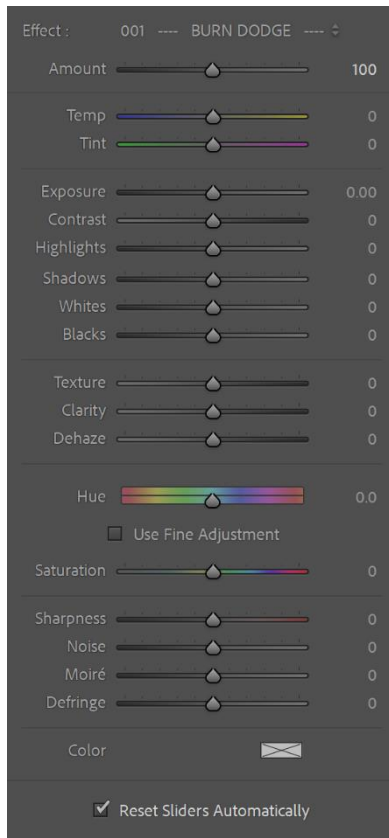 Effect : 001 ---- BURN DODGE ----
Amount 100
Temp 0
Tint 0
Exposure 0.00
Contrast 0
Highlights 0
Shadows 0
Whites 0
Blacks 0
Texture 0
Clarity 0
Dehaze 0
Hue 0.0
Use Fine Adjustment
Saturation 0
Sharpness 0
Noise 0
Moiré 0
Defringe 0
Color
Reset Sliders Automatically